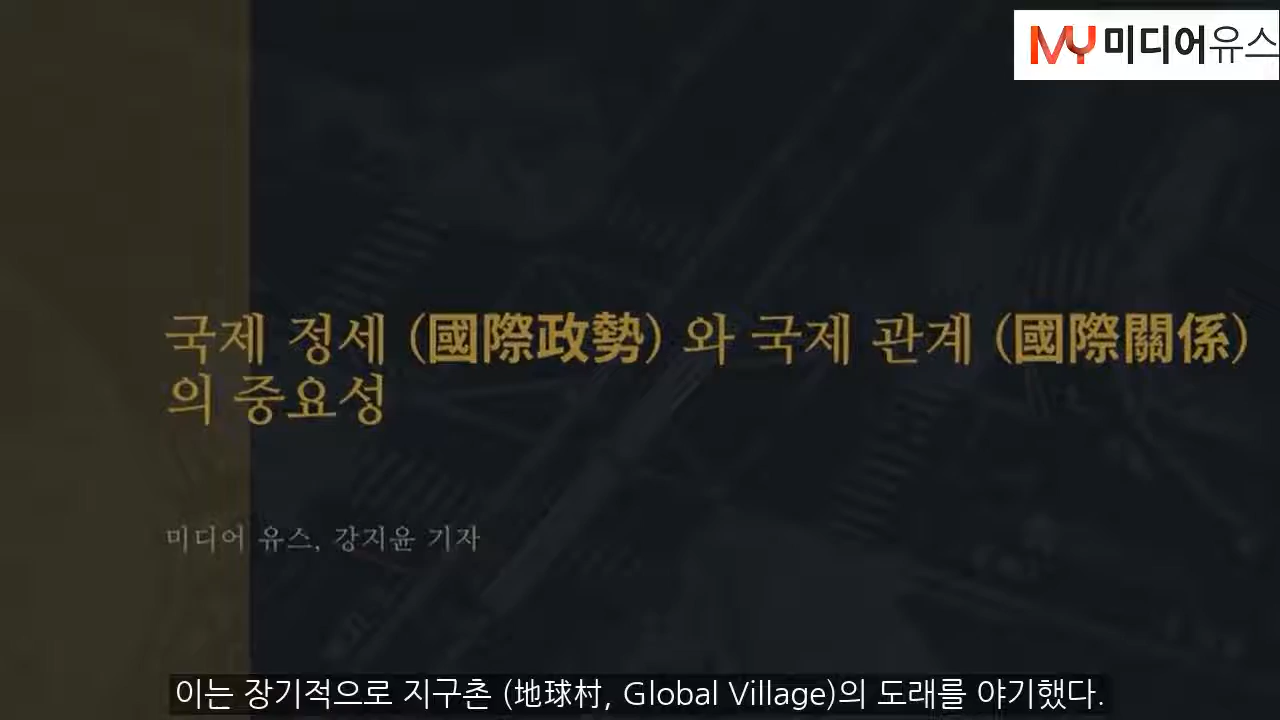 MY 미디어유스
국제 정세 (國際政勢) 와 국제 관계 (國際關係)
의 중요성
미디어 유스, 강지윤 기자
이는 장기적으로 지구촌 (地球村, Global Village)의 도래를 야기했다.